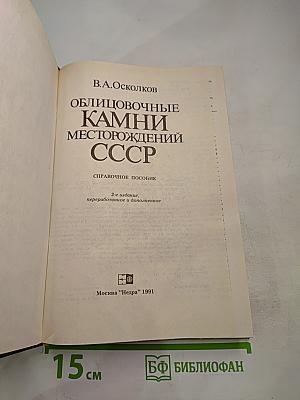 В.А.Осколков
ОБЛИЦОВОЧНЫЕ
КАМНИ
МЕСТОРОЖДЕНИЙ
СССР
СПРАВОЧНОЕ ПОСОБИЕ
2-е издание,
переработанное и дополненное
Москва "Недра" 1991
15 см
БФ БИБЛИОФАН